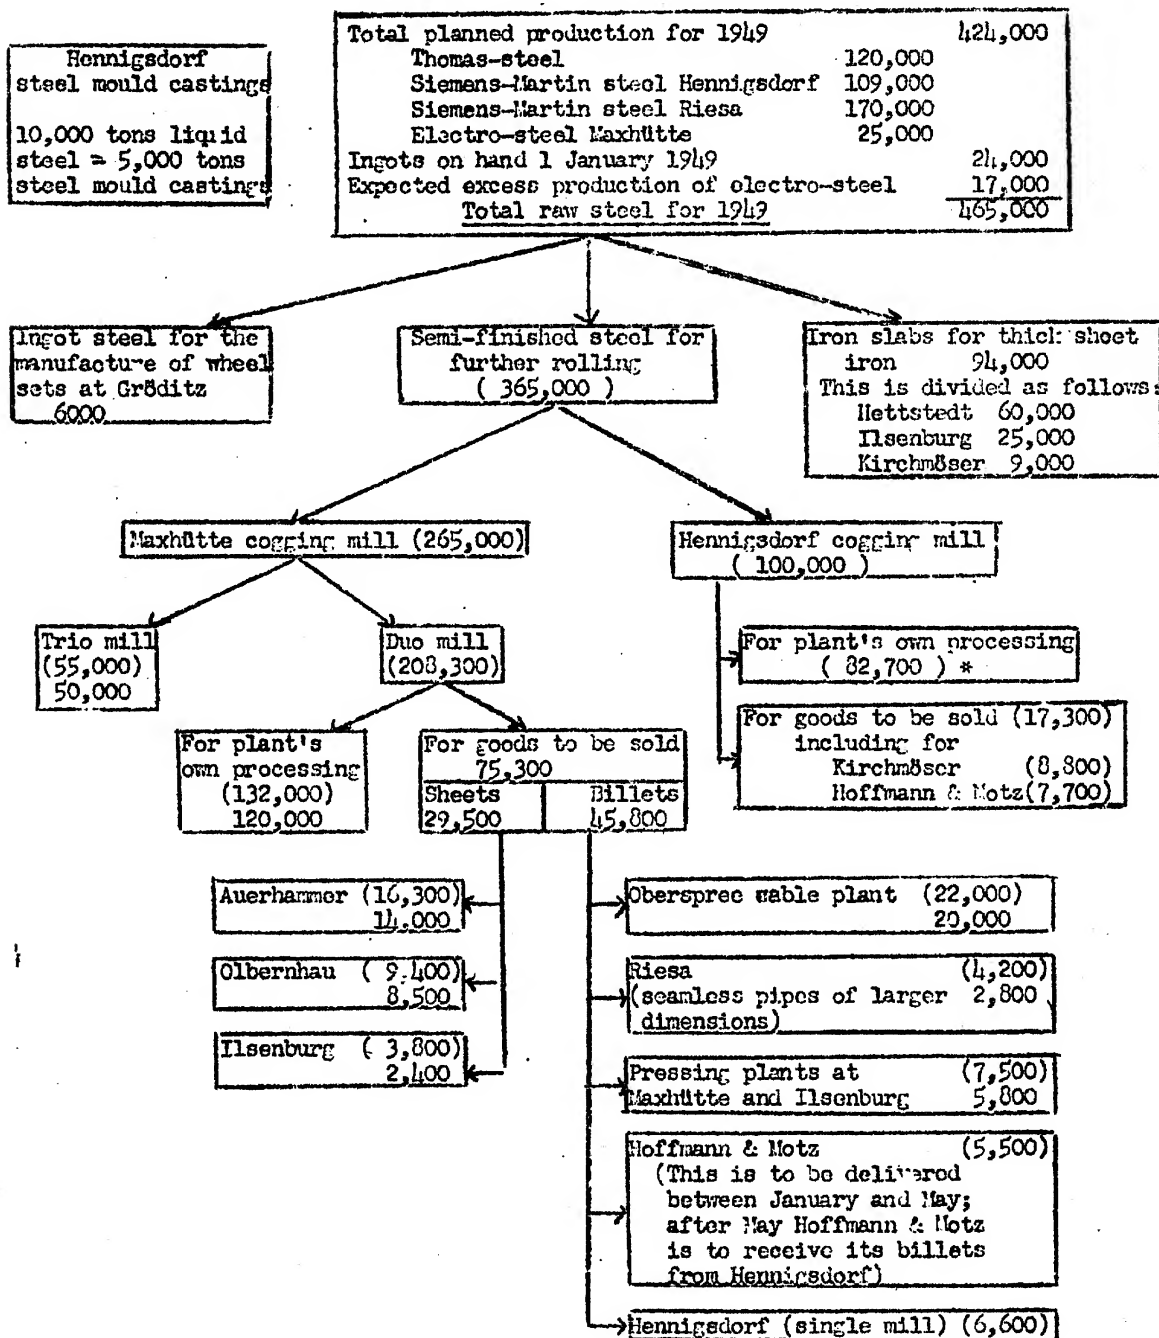 Hennigsdorf
steel mould castings
10,000 tons liquid
steel = 5,000 tons
steel mould castings
Total planned production for 1949 424,000
Thomas-steel 120,000
Siemens-Martin steel Hennigsdorf 109,000
Siemens-Martin steel Riesa 170,000
Electro-steel Maxhütte 25,000
Ingots on hand 1 January 1949 24,000
Expected excess production of electro-steel 17,000
Total raw steel for 1949 465,000
Ingot steel for the
manufacture of wheel
sets at Gröditz
6000
Semi-finished steel for
further rolling
( 365,000 )
Iron slabs for thick sheet
iron 94,000
This is divided as follows:
Hettstedt 60,000
Ilsenburg 25,000
Kirchmöser 9,000
Maxhütte cogging mill (265,000)
Hennigsdorf cogging mill
( 100,000 )
Trio mill
(55,000)
50,000
Duo mill
(208,300)
For plant's own processing
( 82,700 ) *
For goods to be sold (17,300)
including for
Kirchmöser (8,800)
Hoffmann & Motz(7,700)
For plant's
own processing
(132,000)
120,000
For goods to be sold
75,300
Sheets
29,500
Billets
45,800
Auerhammer (16,300)
14.000
Olbernhau ( 9.400)
8,500
Ilsenburg ( 3,800)
2,400
Oberspree wable plant (22,000)
20,000
Riesa (4,200)
(seamless pipes of larger 2,800
dimensions)
Pressing plants at (7,500)
Maxhütte and Ilsenburg 5,800
Hoffmann & Motz (5,500)
(This is to be delivered
between January and May;
after May Hoffmann & Motz
is to receive its billets
from Hennigsdorf)
Hennigsdorf (single mill) (6,600)